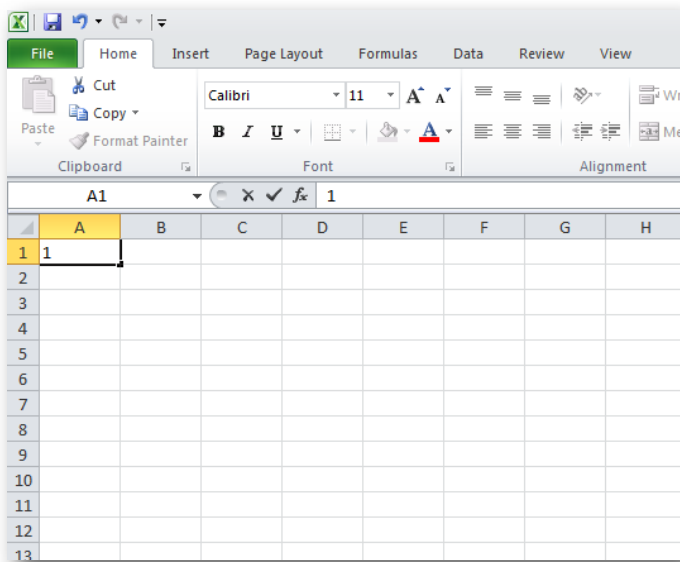 File Home Insert Page Layout Formulas Data Review View
Cut
Copy
Format Painter
Paste
Calibri 11 A A
B I U A
Clipboard Font Alignment
A1 fx 1
A B C D E F G H
1 1
2
3
4
5
6
7
8
9
10
11
12
13